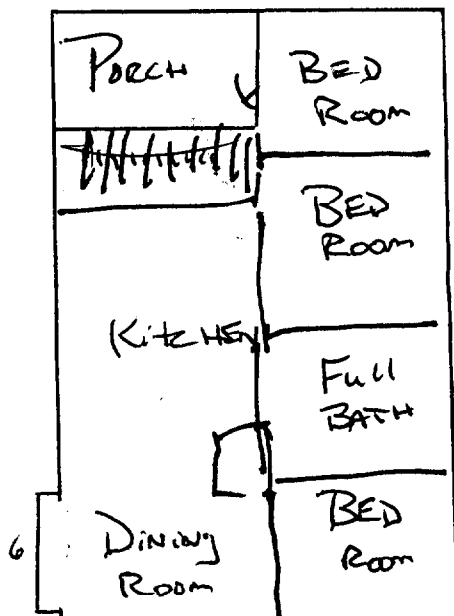 PORCH
BED
ROOM
BED
ROOM
KitcHEN
Full
BATH
6
DiNiNg
Room
BED
Room